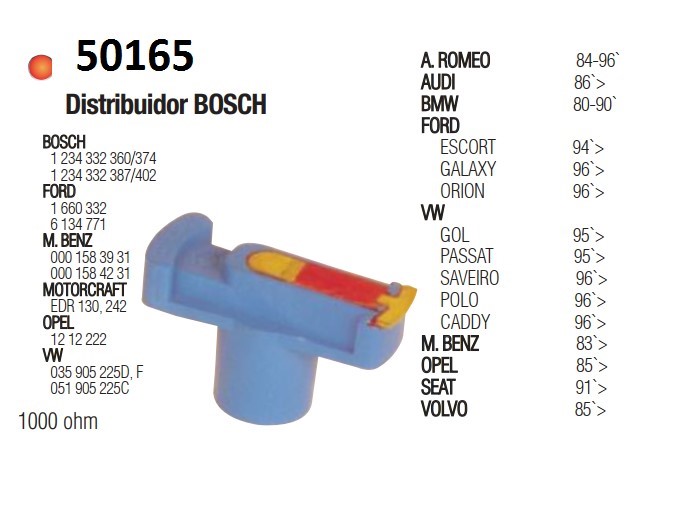 50165
Distribuidor BOSCH
BOSCH
1 234 332 360/374
1 234 332 387/402
FORD
1 660 332
6 134 771
M. BENZ
000 158 39 31
000 158 42 31
MOTORCRAFT
EDR 130, 242
OPEL
12 12 222
VW
035 905 225D, F
051 905 225C
1000 ohm
A. ROMEO 84-96`
AUDI 86`>
BMW 80-90`
FORD
ESCORT 94`>
GALAXY 96`>
ORION 96`>
VW
GOL 95`>
PASSAT 95`>
SAVEIRO 96`>
POLO 96`>
CADDY 96`>
M. BENZ 83`>
OPEL 85`>
SEAT 91`>
VOLVO 85`>